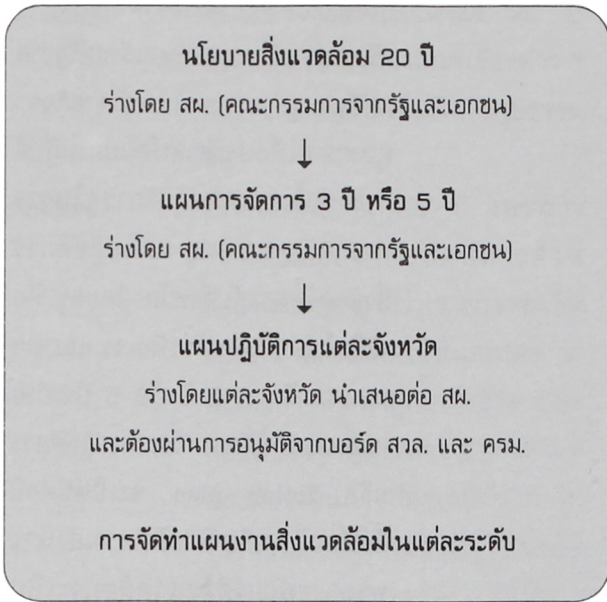 นโยบายสิ่งแวดล้อม 20 ปี
ร่างโดย สผ. (คณะกรรมการจากรัฐและเอกชน)
แผนการจัดการ 3 ปี หรือ 5 ปี
ร่างโดย สผ. (คณะกรรมการจากรัฐและเอกชน)
แผนปฏิบัติการแต่ละจังหวัด
ร่างโดยแต่ละจังหวัด นำเสนอต่อ สผ.
และต้องผ่านการอนุมัติจากบอร์ด สวล. และ ครม.
การจัดทำแผนงานสิ่งแวดล้อมในแต่ละระดับ